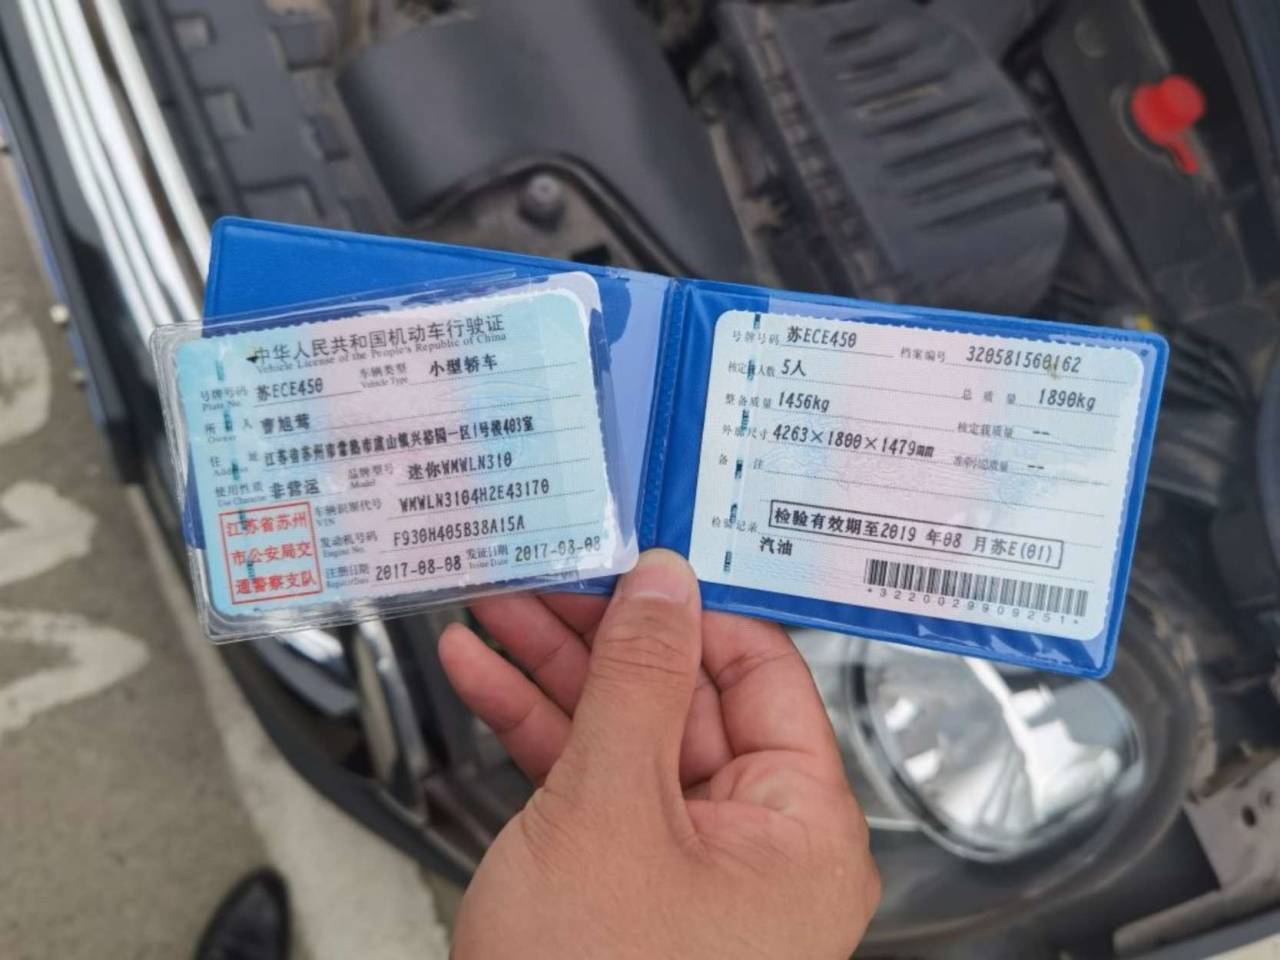 中华人民共和国机动车行驶证
Vehicle License of the People's Republic of China
号牌号码 苏ECE450 车辆类型 小型轿车
Plate No. Vehicle Type
所有人 曹旭莺
Owner
住址 江苏省苏州市常熟市虞山镇兴裕园一区1号楼403室
Address
使用性质 非营运 品牌型号 迷你WMWLN310
Use Character Model
车辆识别代号 WMWLN3104H2E43170
VIN
发动机号码 F930H405B38A15A
Engine No.
注册日期 2017-08-08 发证日期 2017-08-08
Register Date Issue Date
江苏省苏州
市公安局交
通警察支队
号牌号码 苏ECE450 档案编号 320581560162
核定载人数 5人 总质量 1890kg
整备质量 1456kg 核定载质量 --
外廓尺寸 4263×1800×1479mm 准牵引总质量 --
备注
检验记录 检验有效期至2019年08月苏E(01)
汽油
*3220029909251*